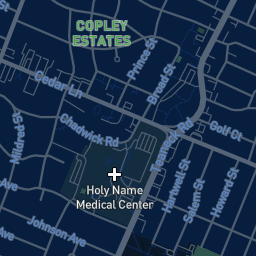 COPLEY
ESTATES
Prince St
Broad St
Cedar Ln
Chadwick Rd
Mildred St
Teaneck Rd
Golf Ct
Holy Name
Medical Center
Hartwell St
Salem St
Howard St
Ave
Johnson Ave